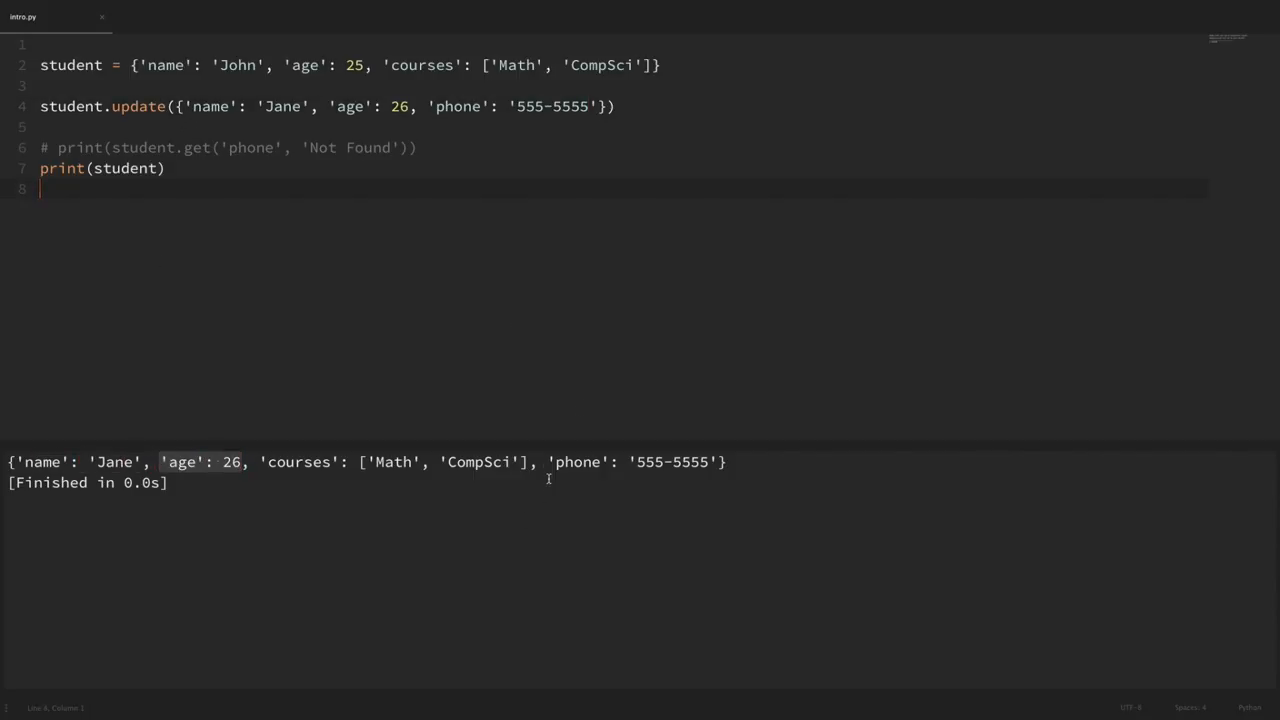 intro.py ×
1
2 student = {'name': 'John', 'age': 25, 'courses': ['Math', 'CompSci']}
3
4 student.update({'name': 'Jane', 'age': 26, 'phone': '555-5555'})
5
6 # print(student.get('phone', 'Not Found'))
7 print(student)
8
{'name': 'Jane', 'age': 26, 'courses': ['Math', 'CompSci'], 'phone': '555-5555'}
[Finished in 0.0s]
Column 1 UTF-8 Spaces: 4 Python